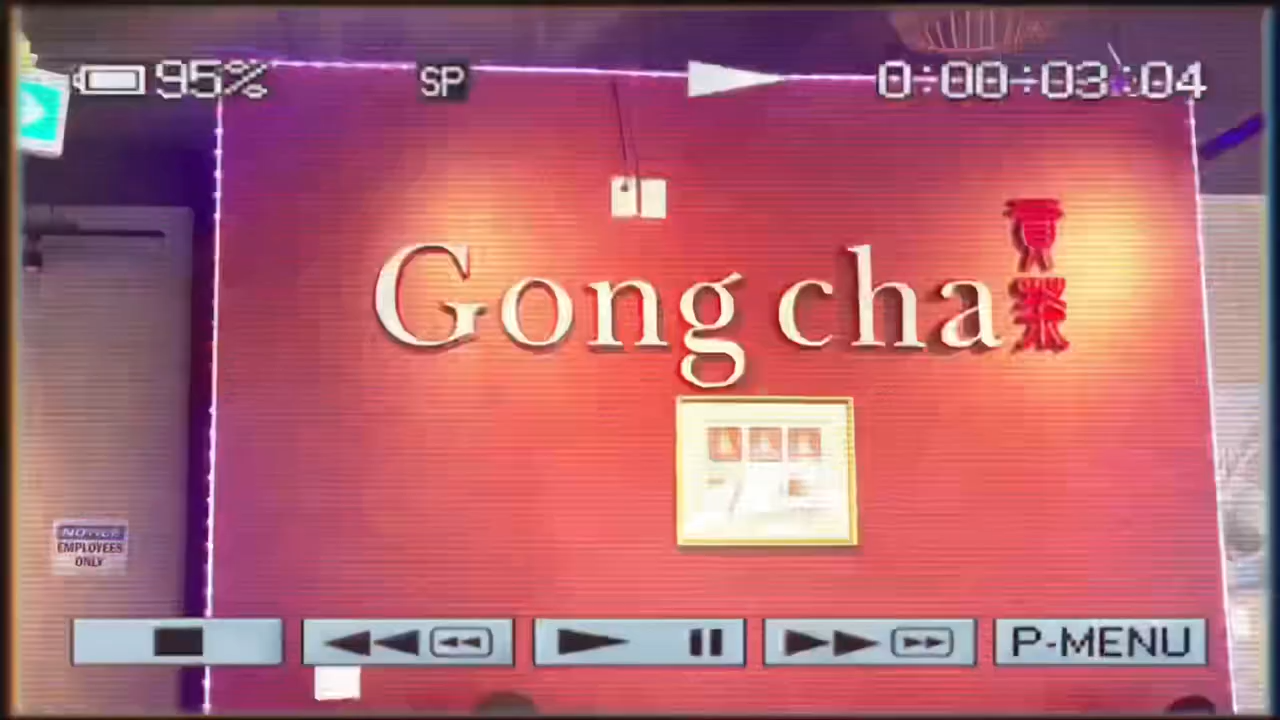 95% SP 0:00:03:04
Gong cha
貢茶
NOTICE
EMPLOYEES
ONLY
P-MENU